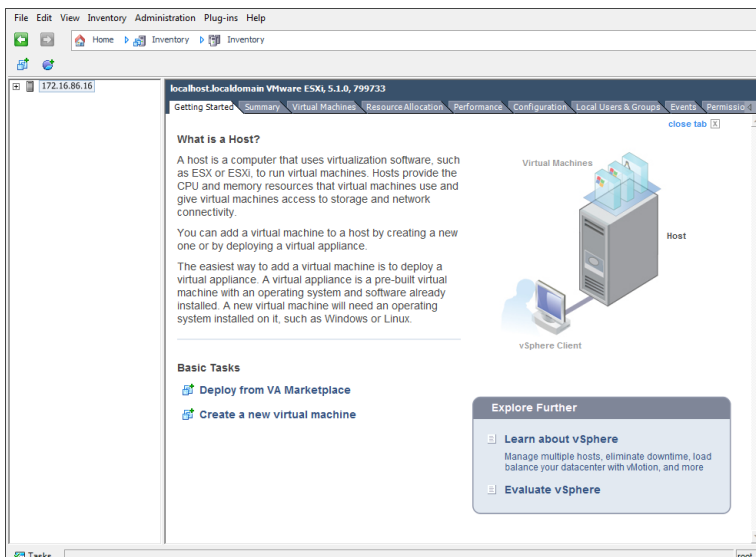 File Edit View Inventory Administration Plug-ins Help
Home Inventory Inventory
172.16.86.16
localhost.localdomain VMware ESXi, 5.1.0, 799733
Getting Started Summary Virtual Machines Resource Allocation Performance Configuration Local Users & Groups Events Permissio
close tab
What is a Host?
A host is a computer that uses virtualization software, such
as ESX or ESXi, to run virtual machines. Hosts provide the
CPU and memory resources that virtual machines use and
give virtual machines access to storage and network
connectivity.
You can add a virtual machine to a host by creating a new
one or by deploying a virtual appliance.
The easiest way to add a virtual machine is to deploy a
virtual appliance. A virtual appliance is a pre-built virtual
machine with an operating system and software already
installed. A new virtual machine will need an operating
system installed on it, such as Windows or Linux.
Virtual Machines
Host
vSphere Client
Basic Tasks
Deploy from VA Marketplace
Create a new virtual machine
Explore Further
Learn about vSphere
Manage multiple hosts, eliminate downtime, load
balance your datacenter with vMotion, and more
Evaluate vSphere
Tasks
root